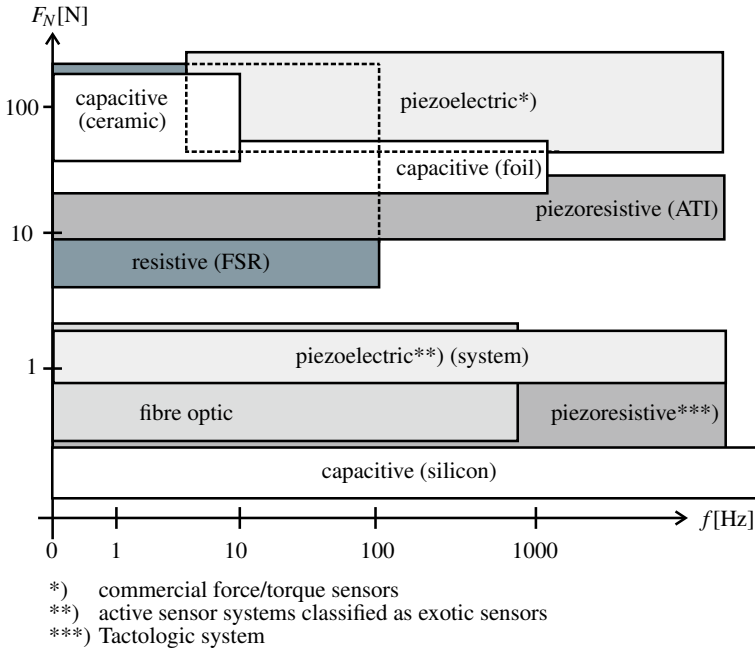 F_N [N]
100
10
1
capacitive
(ceramic)
piezoelectric*)
capacitive (foil)
piezoresistive (ATI)
resistive (FSR)
piezoelectric**) (system)
fibre optic
piezoresistive***)
capacitive (silicon)
f [Hz]
0 1 10 100 1000
*) commercial force/torque sensors
**) active sensor systems classified as exotic sensors
***) Tactologic system